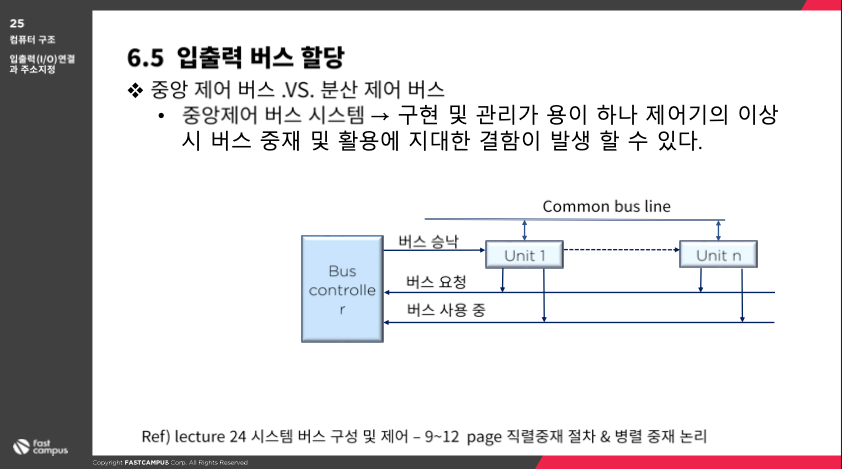 25
컴퓨터 구조
입출력(I/O)연결
과 주소지정
6.5 입출력 버스 할당
❖ 중앙 제어 버스 .VS. 분산 제어 버스
• 중앙제어 버스 시스템 → 구현 및 관리가 용이 하나 제어기의 이상
시 버스 중재 및 활용에 지대한 결함이 발생 할 수 있다.
Common bus line
버스 승낙
Unit 1
Unit n
Bus
controlle
r
버스 요청
버스 사용 중
Ref) lecture 24 시스템 버스 구성 및 제어 – 9~12 page 직렬중재 절차 & 병렬 중재 논리
fast
campus
Copyright FASTCAMPUS Corp. All Rights Reserved